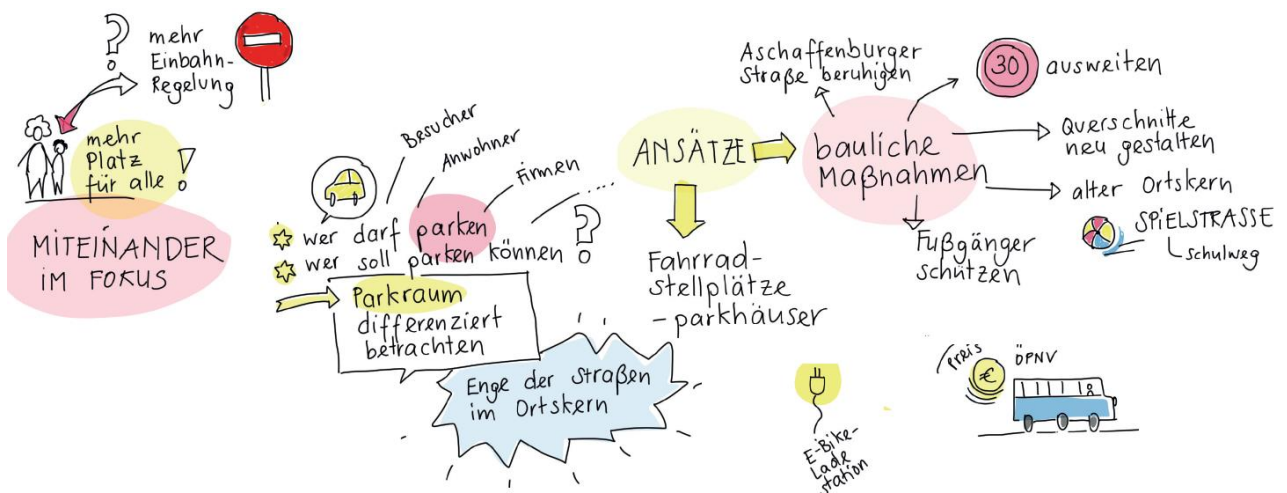 ?
mehr
Einbahn-
Regelung
mehr
Platz
für alle !
MITEINANDER
IM FOKUS
Besucher
Anwohner
Firmen
....
wer darf parken
wer soll parken können ?
Parkraum
differenziert
betrachten
Enge der Straßen
im Ortskern
ANSÄTZE
Fahrrad-
stellplätze
- parkhäuser
bauliche
Maßnahmen
Aschaffenburger
Straße beruhigen
30 ausweiten
Querschnitte
neu gestalten
alter Ortskern
SPIELSTRASSE
schulweg
Fußgänger
schützen
E-Bike-
Lade
station
Preis
€
ÖPNV